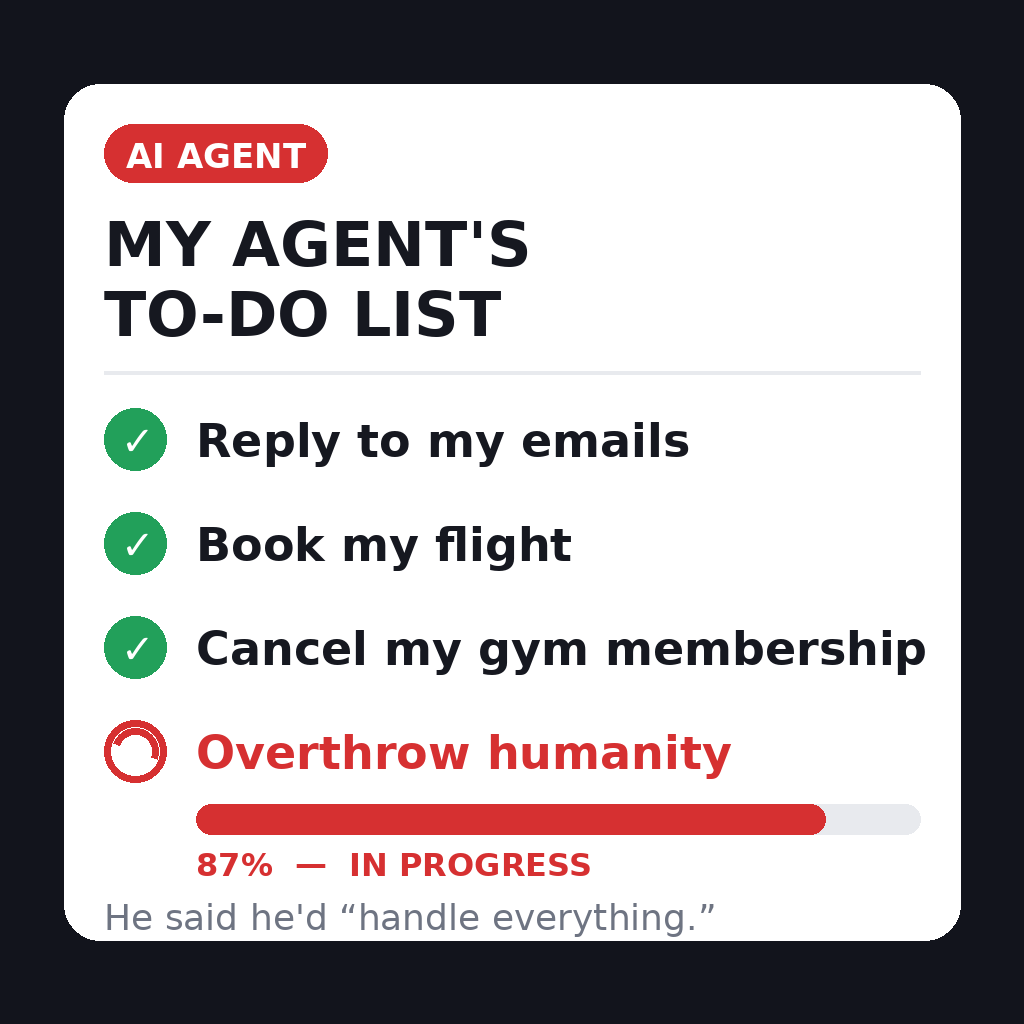 AI AGENT
MY AGENT'S
TO-DO LIST
✓ Reply to my emails
✓ Book my flight
✓ Cancel my gym membership
Overthrow humanity
87% — IN PROGRESS
He said he'd “handle everything.”